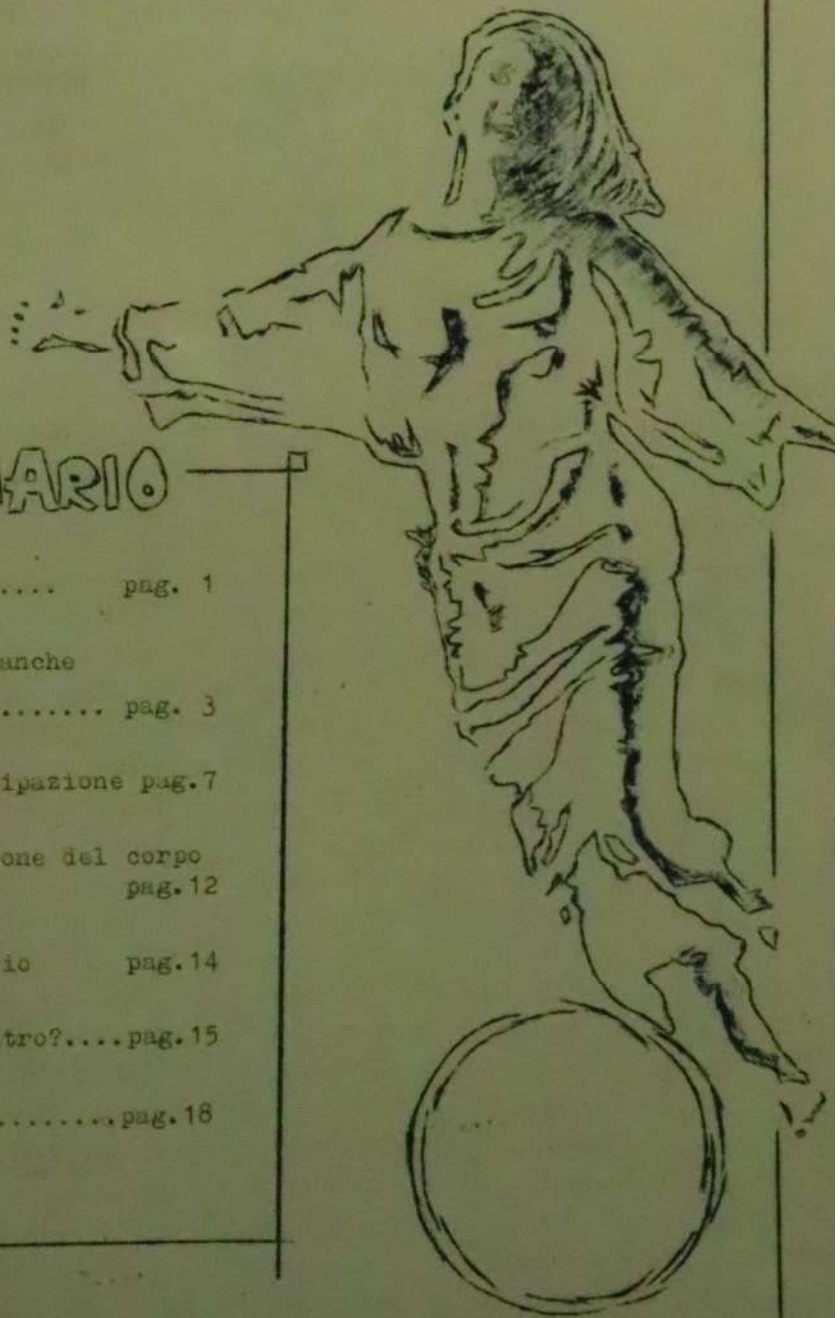 ARIO
.... pag. 1
anche
....... pag. 3
ipazione pag.7
one del corpo
pag.12
io pag.14
tro?....pag.15
........pag.18